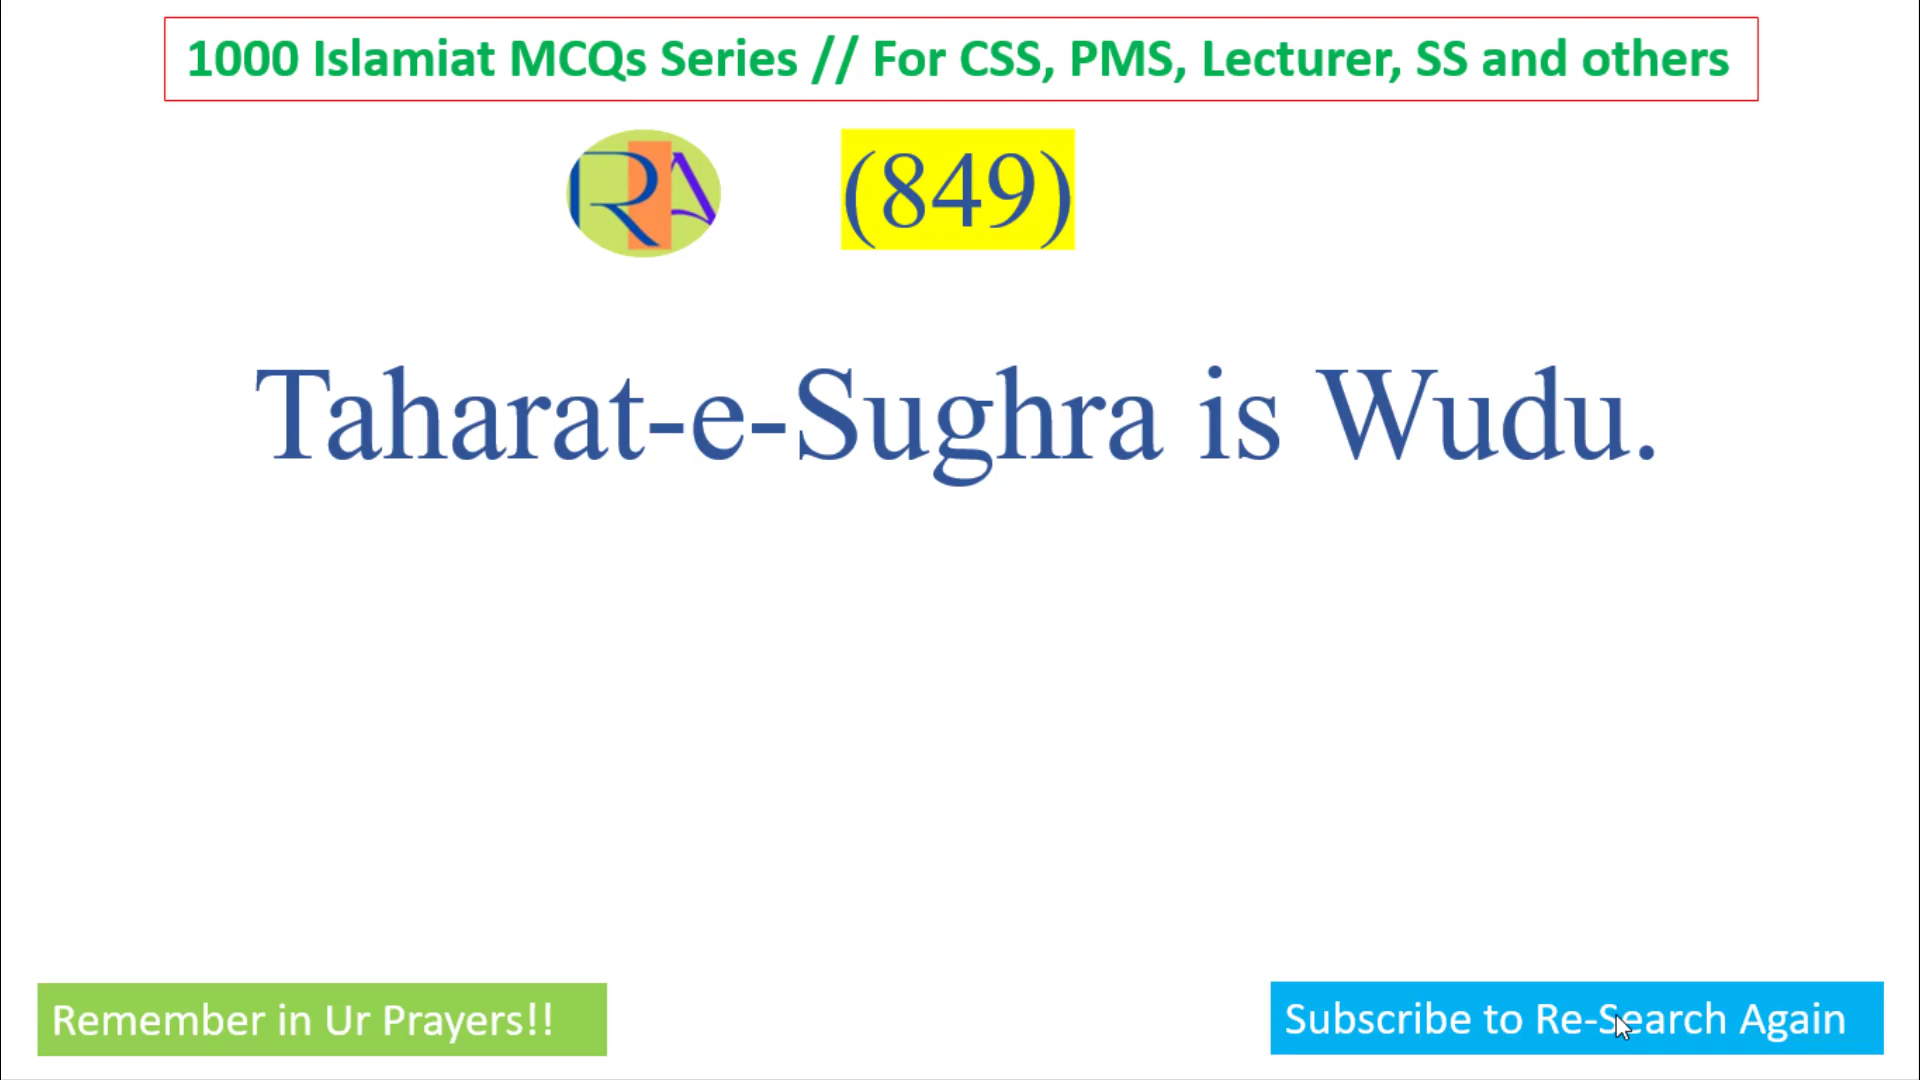 1000 Islamiat MCQs Series // For CSS, PMS, Lecturer, SS and others
RA
(849)
Taharat-e-Sughra is Wudu.
Remember in Ur Prayers!!
Subscribe to Re-Search Again